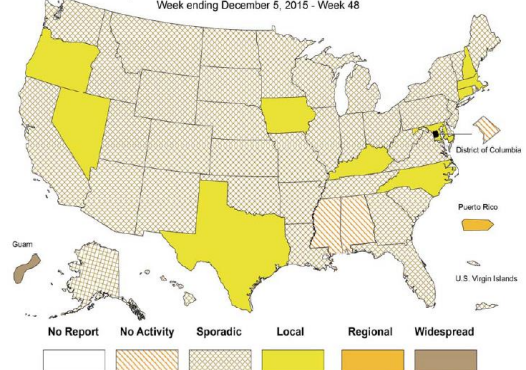 Week ending December 5, 2015 - Week 48
District of Columbia
Puerto Rico
Guam
U.S. Virgin Islands
No Report No Activity Sporadic Local Regional Widespread